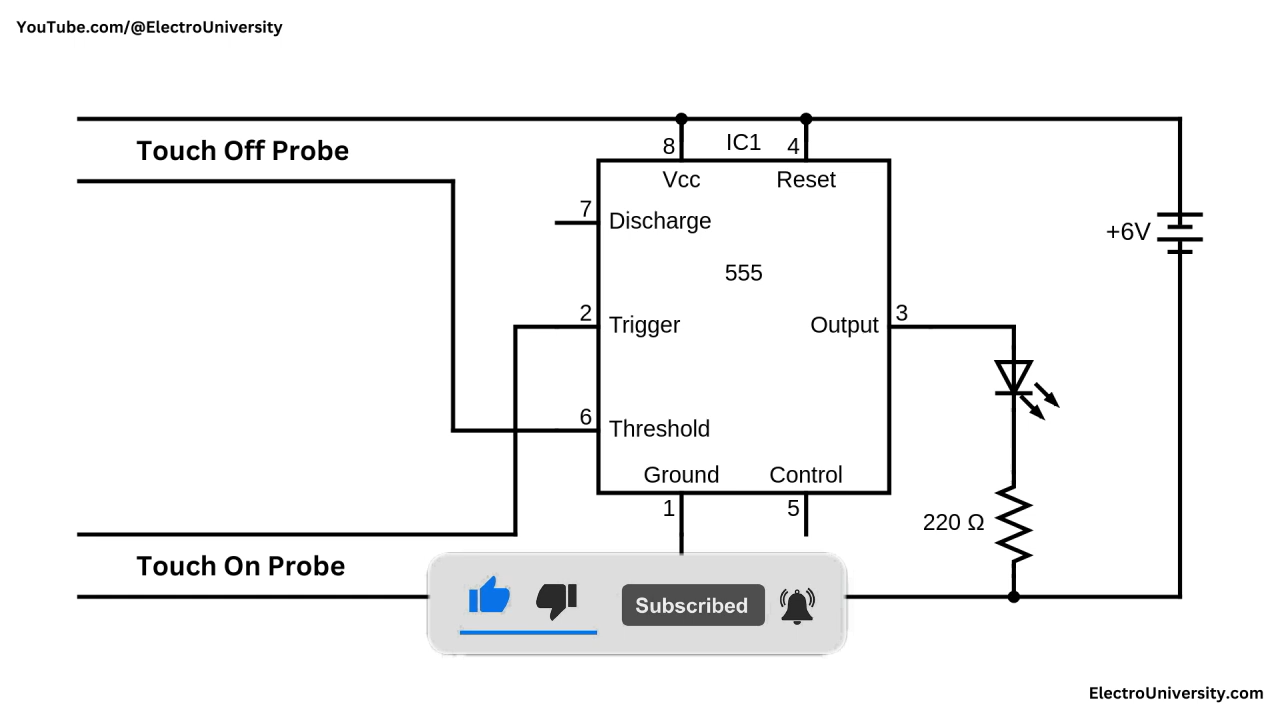 YouTube.com/@ElectroUniversity
Touch Off Probe
8
IC1
4
Vcc
Reset
7
Discharge
+6V
555
2
Trigger
Output
3
6
Threshold
Ground
Control
1
5
220 Ω
Touch On Probe
Subscribed
ElectroUniversity.com